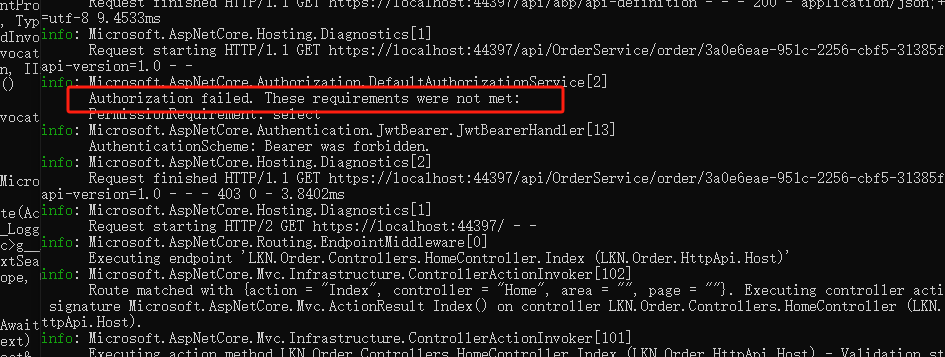 ntPro
Request finished HTTP/1.1 GET https://localhost:44397/api/abp/api-definition - - - 200 - application/json;+
, Typ
=utf-8 9.4533ms
dInvo
info: Microsoft.AspNetCore.Hosting.Diagnostics[1]
vocat
Request starting HTTP/1.1 GET https://localhost:44397/api/OrderService/order/3a0e6eae-951c-2256-cbf5-31385f
n, II
api-version=1.0 - -
()
info: Microsoft.AspNetCore.Authorization.DefaultAuthorizationService[2]
Authorization failed. These requirements were not met:
vocat
PermissionRequirement: select
info: Microsoft.AspNetCore.Authentication.JwtBearer.JwtBearerHandler[13]
AuthenticationScheme: Bearer was forbidden.
info: Microsoft.AspNetCore.Hosting.Diagnostics[2]
Micro
Request finished HTTP/1.1 GET https://localhost:44397/api/OrderService/order/3a0e6eae-951c-2256-cbf5-31385f
api-version=1.0 - - - 403 0 - 3.8402ms
te(Ac
info: Microsoft.AspNetCore.Hosting.Diagnostics[1]
_Logg
Request starting HTTP/2 GET https://localhost:44397/ - -
c>g__
info: Microsoft.AspNetCore.Routing.EndpointMiddleware[0]
xtSea
Executing endpoint 'LKN.Order.Controllers.HomeController.Index (LKN.Order.HttpApi.Host)'
ope,
info: Microsoft.AspNetCore.Mvc.Infrastructure.ControllerActionInvoker[102]
Route matched with {action = "Index", controller = "Home", area = "", page = ""}. Executing controller acti
signature Microsoft.AspNetCore.Mvc.ActionResult Index() on controller LKN.Order.Controllers.HomeController (LKN.
Await
ttpApi.Host).
ext)
info: Microsoft.AspNetCore.Mvc.Infrastructure.ControllerActionInvoker[101]
Executing action method LKN.Order.Controllers.HomeController.Index (LKN.Order.HttpApi.Host) - Validation st